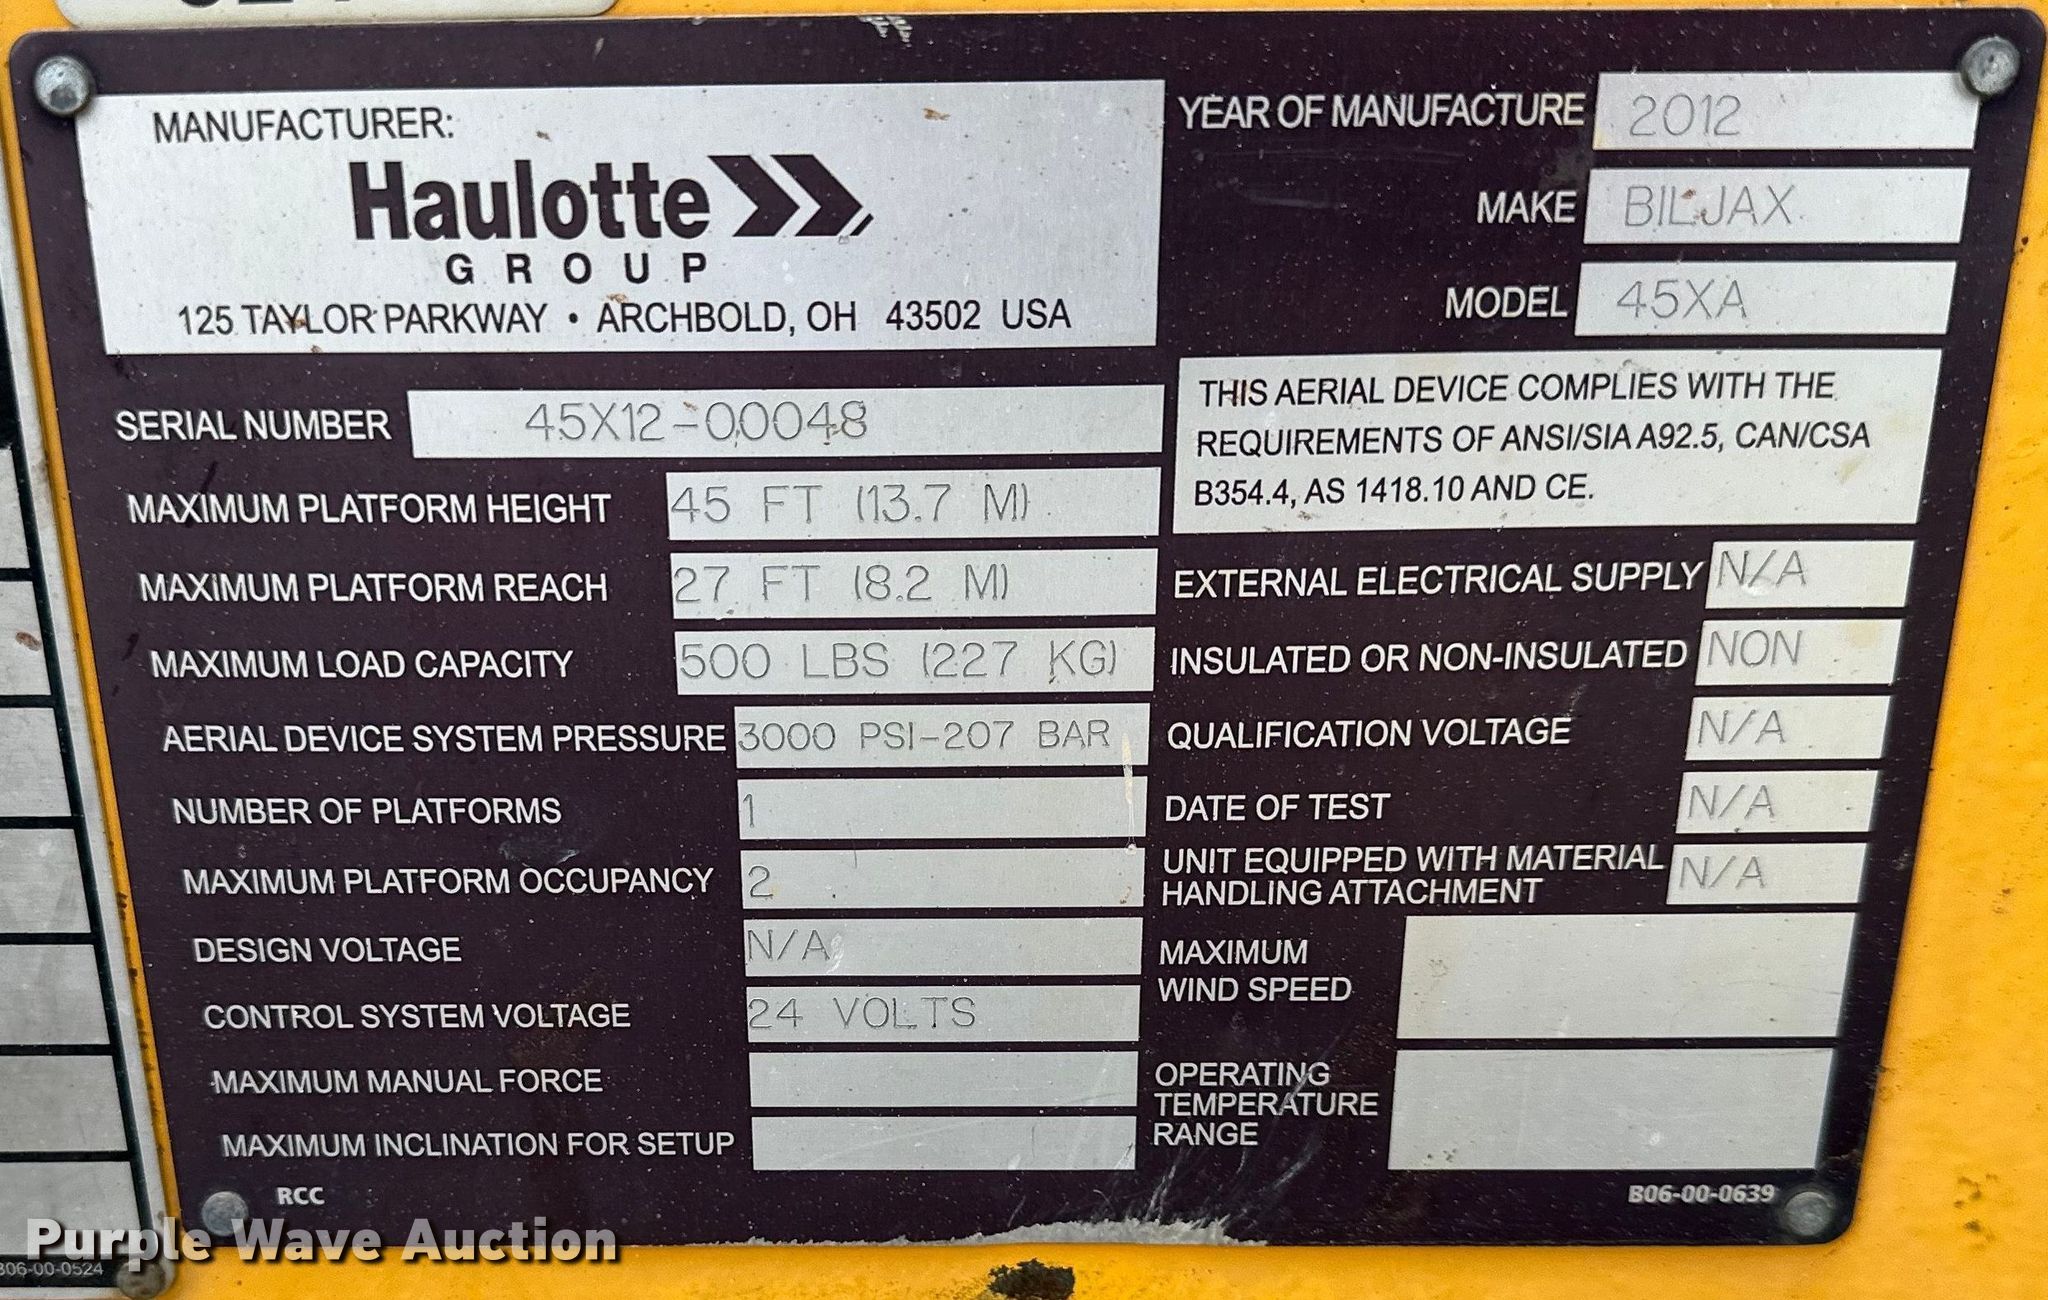 MANUFACTURER:
Haulotte
GROUP
125 TAYLOR PARKWAY • ARCHBOLD, OH 43502 USA
YEAR OF MANUFACTURE 2012
MAKE BILJAX
MODEL 45XA
SERIAL NUMBER 45X12-00048
MAXIMUM PLATFORM HEIGHT 45 FT (13.7 M)
MAXIMUM PLATFORM REACH 27 FT (8.2 M)
MAXIMUM LOAD CAPACITY 500 LBS (227 KG)
AERIAL DEVICE SYSTEM PRESSURE 3000 PSI-207 BAR
NUMBER OF PLATFORMS 1
MAXIMUM PLATFORM OCCUPANCY 2
DESIGN VOLTAGE N/A
CONTROL SYSTEM VOLTAGE 24 VOLTS
MAXIMUM MANUAL FORCE
MAXIMUM INCLINATION FOR SETUP
RCC
THIS AERIAL DEVICE COMPLIES WITH THE
REQUIREMENTS OF ANSI/SIA A92.5, CAN/CSA
B354.4, AS 1418.10 AND CE.
EXTERNAL ELECTRICAL SUPPLY N/A
INSULATED OR NON-INSULATED NON
QUALIFICATION VOLTAGE N/A
DATE OF TEST N/A
UNIT EQUIPPED WITH MATERIAL
HANDLING ATTACHMENT N/A
MAXIMUM
WIND SPEED
OPERATING
TEMPERATURE
RANGE
B06-00-0639
Purple Wave Auction
B06-00-0524